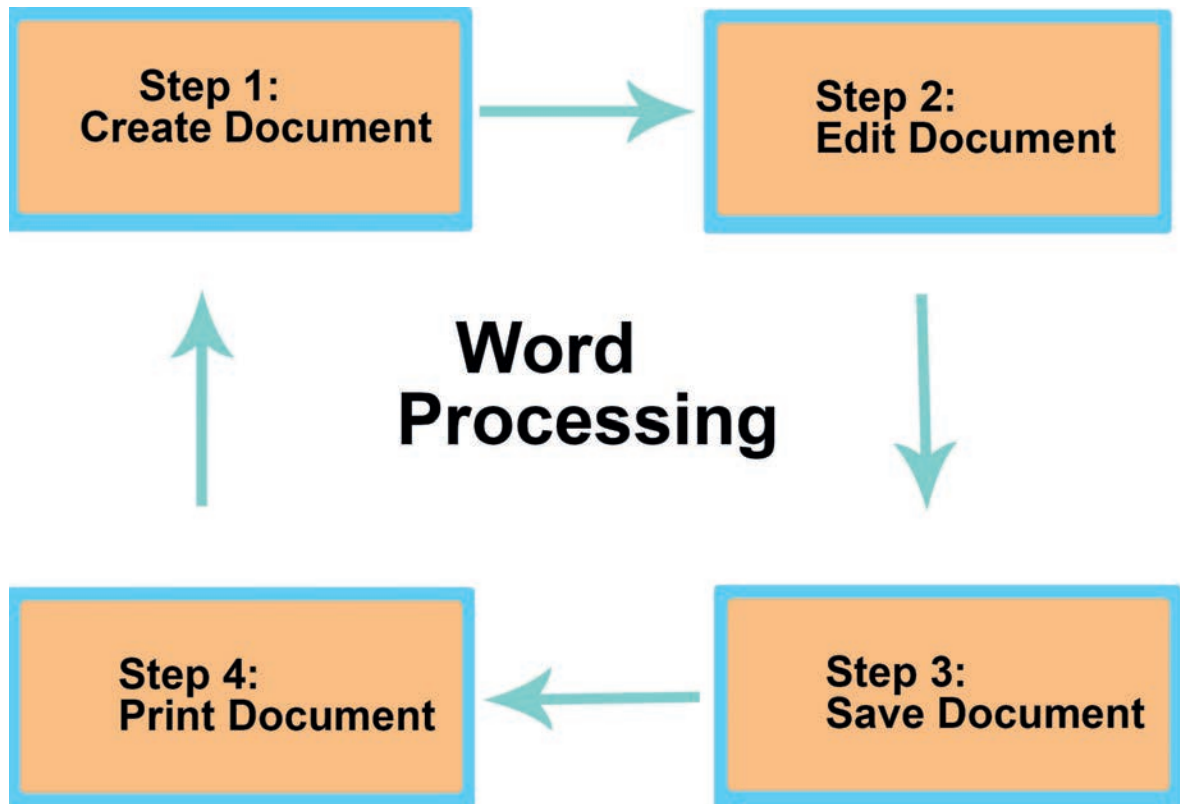 Step 1:
Create Document
Step 2:
Edit Document
Word
Processing
Step 4:
Print Document
Step 3:
Save Document